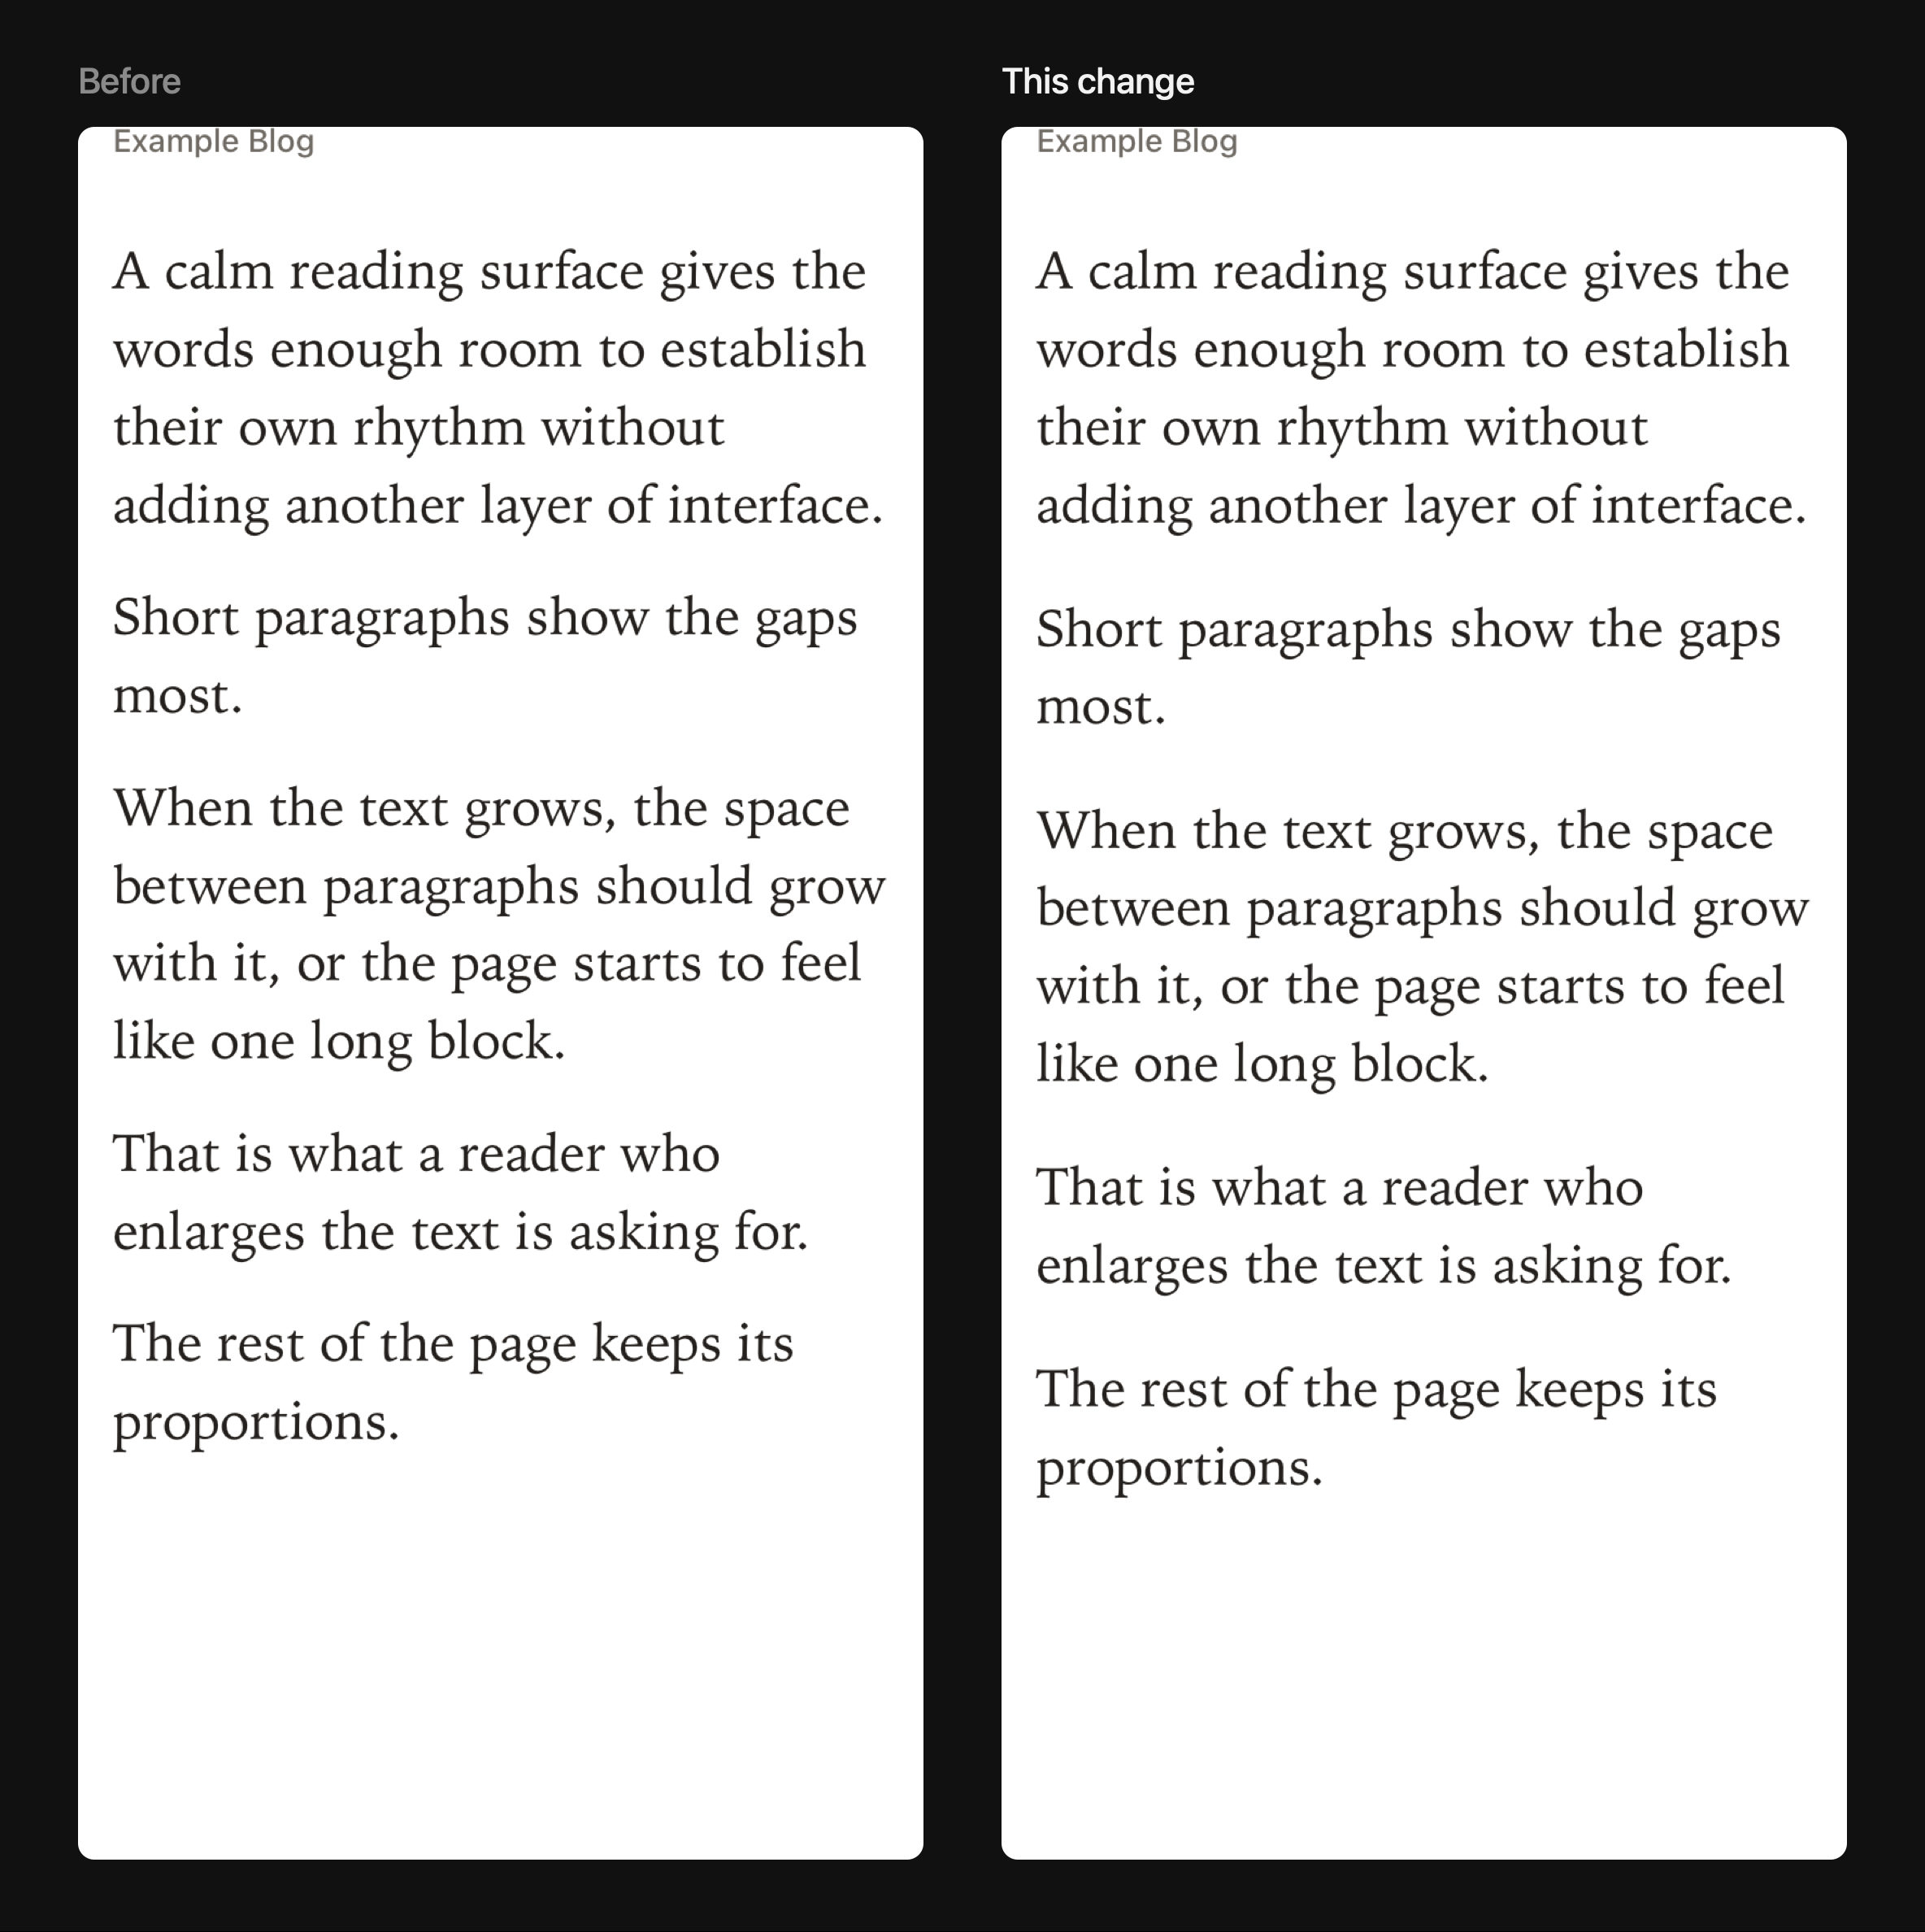 Before
Example Blog
A calm reading surface gives the
words enough room to establish
their own rhythm without
adding another layer of interface.
Short paragraphs show the gaps
most.
When the text grows, the space
between paragraphs should grow
with it, or the page starts to feel
like one long block.
That is what a reader who
enlarges the text is asking for.
The rest of the page keeps its
proportions.
This change
Example Blog
A calm reading surface gives the
words enough room to establish
their own rhythm without
adding another layer of interface.
Short paragraphs show the gaps
most.
When the text grows, the space
between paragraphs should grow
with it, or the page starts to feel
like one long block.
That is what a reader who
enlarges the text is asking for.
The rest of the page keeps its
proportions.